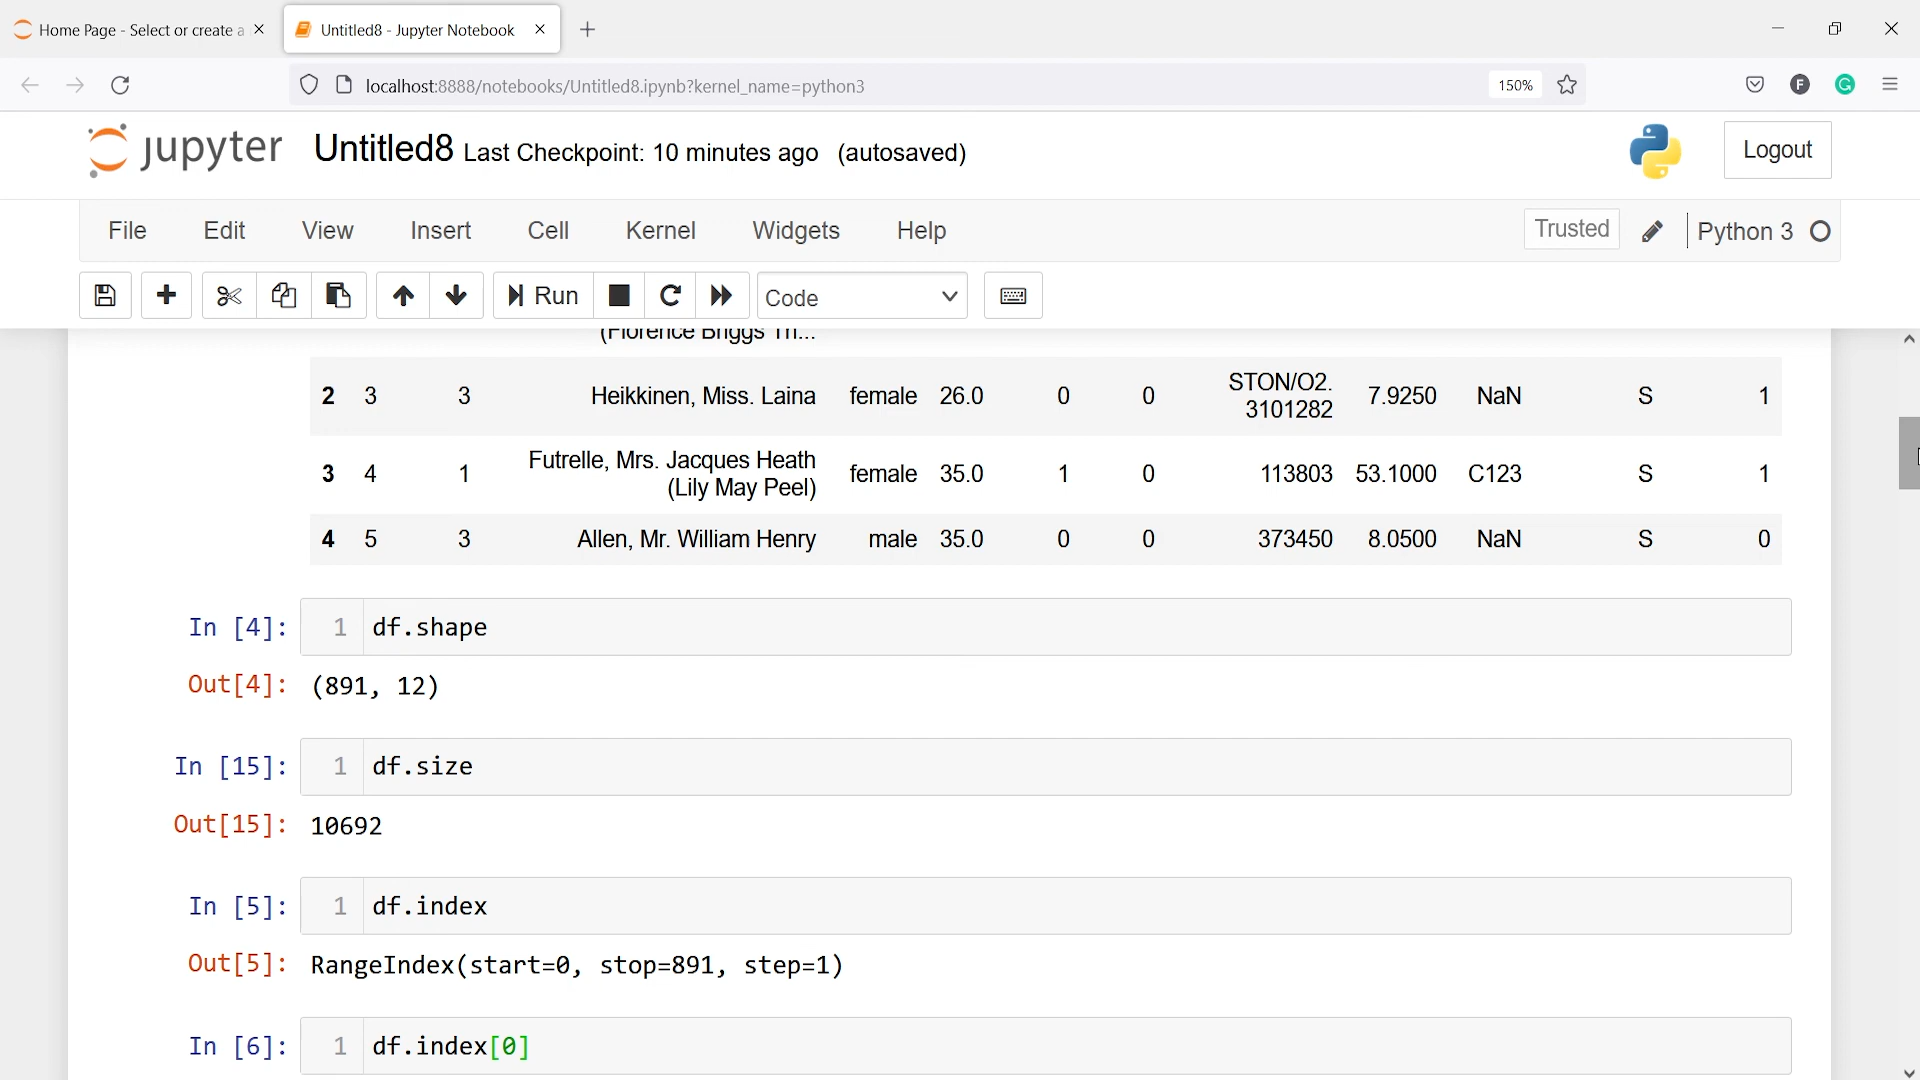 Home Page - Select or create a
Untitled8 - Jupyter Notebook
localhost:8888/notebooks/Untitled8.ipynb?kernel_name=python3
150%
F
G
jupyter Untitled8 Last Checkpoint: 10 minutes ago (autosaved)
Logout
File Edit View Insert Cell Kernel Widgets Help
Trusted
Python 3
Run
Code
(Florence Briggs Th...
2 3 3 Heikkinen, Miss. Laina female 26.0 0 0 STON/O2. 7.9250 NaN S 1
3101282
3 4 1 Futrelle, Mrs. Jacques Heath female 35.0 1 0 113803 53.1000 C123 S 1
(Lily May Peel)
4 5 3 Allen, Mr. William Henry male 35.0 0 0 373450 8.0500 NaN S 0
In [4]: 1 df.shape
Out[4]: (891, 12)
In [15]: 1 df.size
Out[15]: 10692
In [5]: 1 df.index
Out[5]: RangeIndex(start=0, stop=891, step=1)
In [6]: 1 df.index[0]